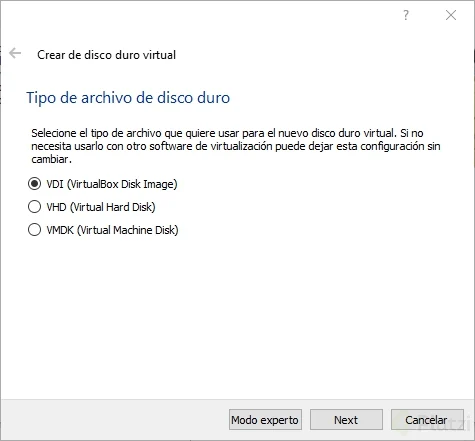 ?
Crear de disco duro virtual
Tipo de archivo de disco duro
Selecione el tipo de archivo que quiere usar para el nuevo disco duro virtual. Si no
necesita usarlo con otro software de virtualización puede dejar esta configuración sin
cambiar.
VDI (VirtualBox Disk Image)
VHD (Virtual Hard Disk)
VMDK (Virtual Machine Disk)
Modo experto Next Cancelar
Platzi